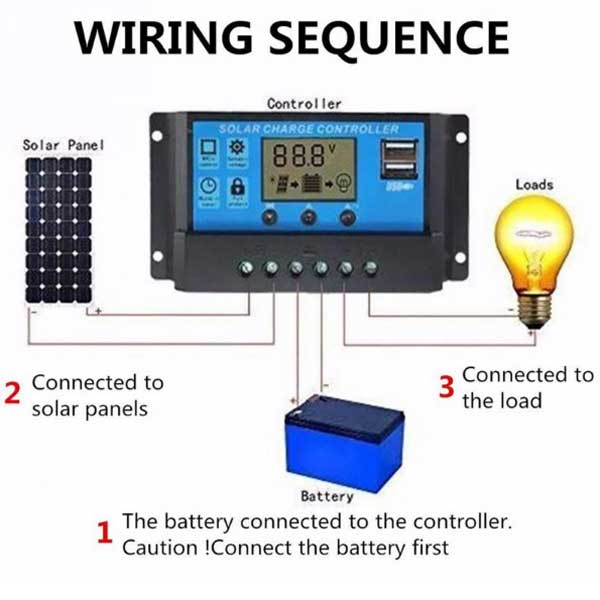 WIRING SEQUENCE
Controller
Solar Panel
SOLAR CHARGE CONTROLLER
88.8 V
USB
Loads
- +
+ -
+ -
2 Connected to
solar panels
3 Connected to
the load
Battery
1 The battery connected to the controller.
Caution !Connect the battery first